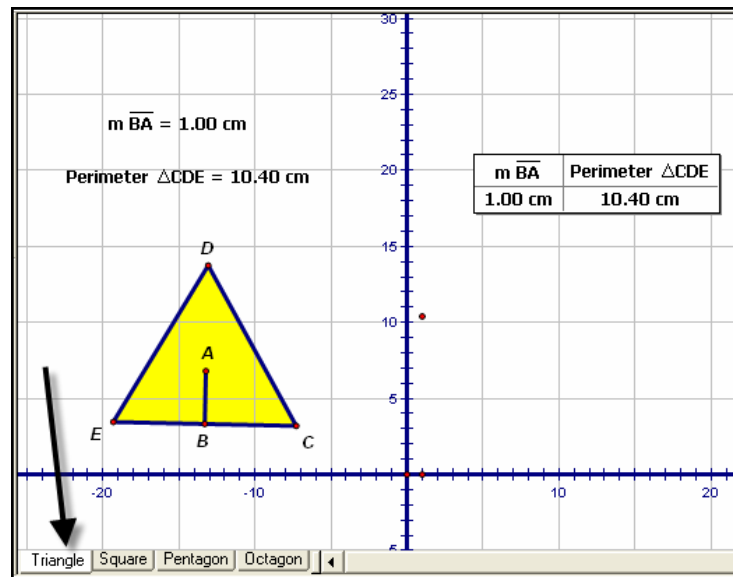 30
25
m BA = 1.00 cm
20
Perimeter △CDE = 10.40 cm
m BA Perimeter △CDE
1.00 cm 10.40 cm
15
D
10
A
5
E B C
-20 -10 10 20
5
Triangle Square Pentagon Octagon